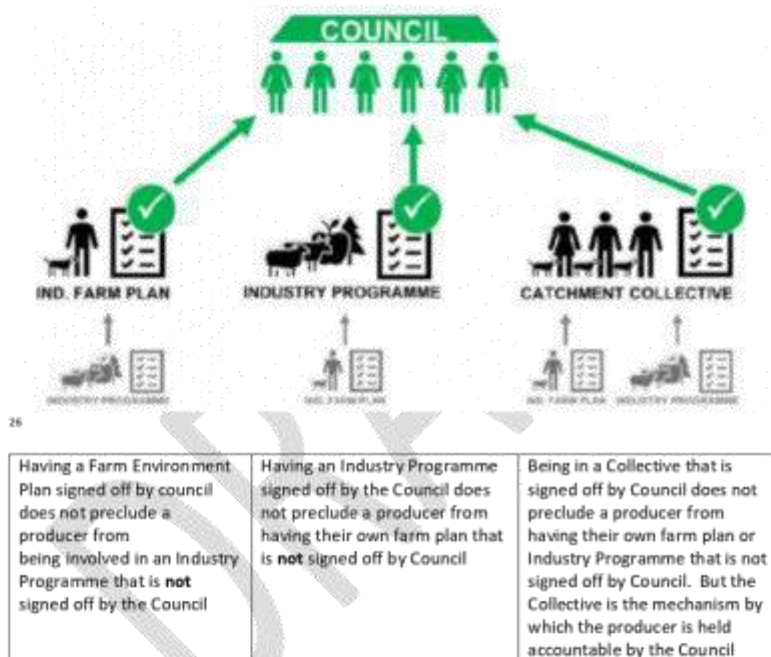 COUNCIL
IND. FARM PLAN
INDUSTRY PROGRAMME
CATCHMENT COLLECTIVE
INDUSTRY PROGRAMME
IND. FARM PLAN
IND. FARM PLAN
INDUSTRY PROGRAMME
26
Having a Farm Environment
Plan signed off by council
does not preclude a
producer from
being involved in an Industry
Programme that is not
signed off by the Council
Having an Industry Programme
signed off by the Council does
not preclude a producer from
having their own farm plan that
is not signed off by Council
Being in a Collective that is
signed off by Council does not
preclude a producer from
having their own farm plan or
Industry Programme that is not
signed off by Council. But the
Collective is the mechanism by
which the producer is held
accountable by the Council